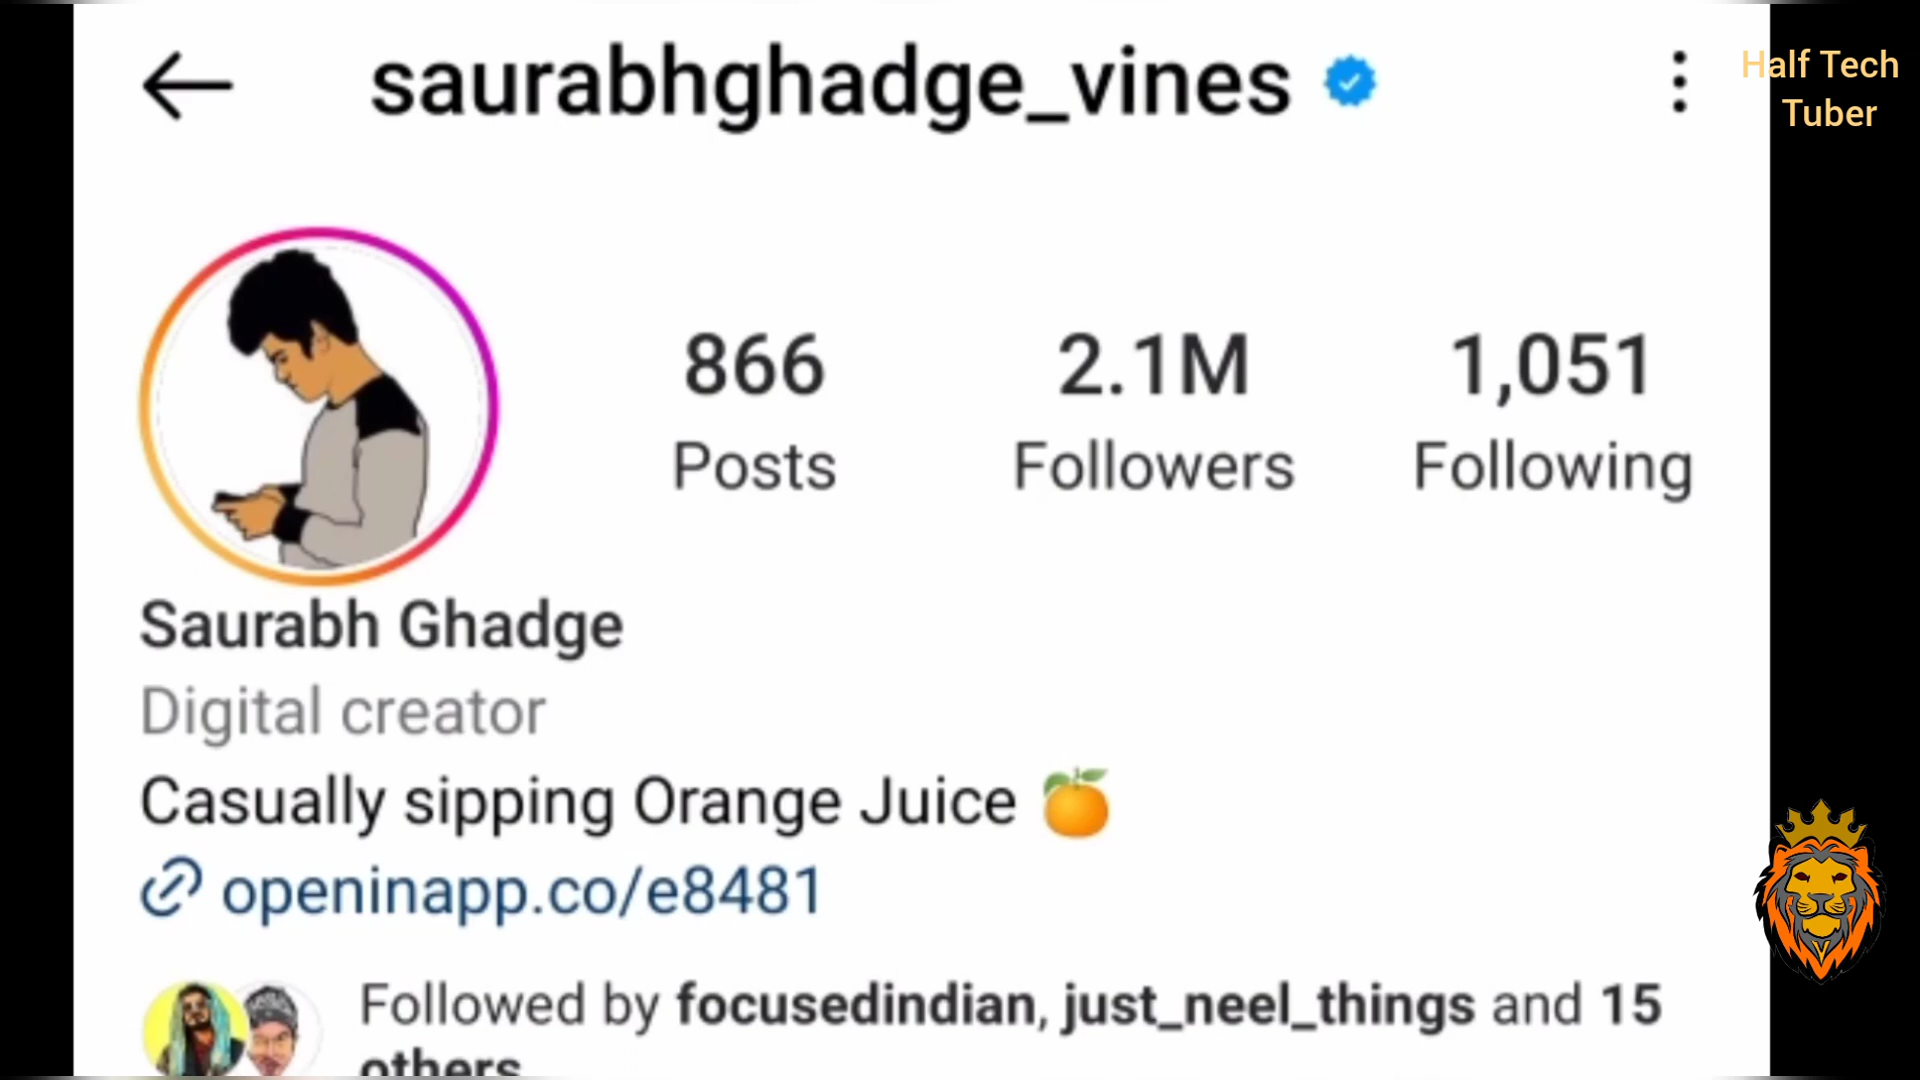 saurabhghadge_vines
Half Tech
Tuber
866 2.1M 1,051
Posts Followers Following
Saurabh Ghadge
Digital creator
Casually sipping Orange Juice 🍊
openinapp.co/e8481
Followed by focusedindian, just_neel_things and 15
others